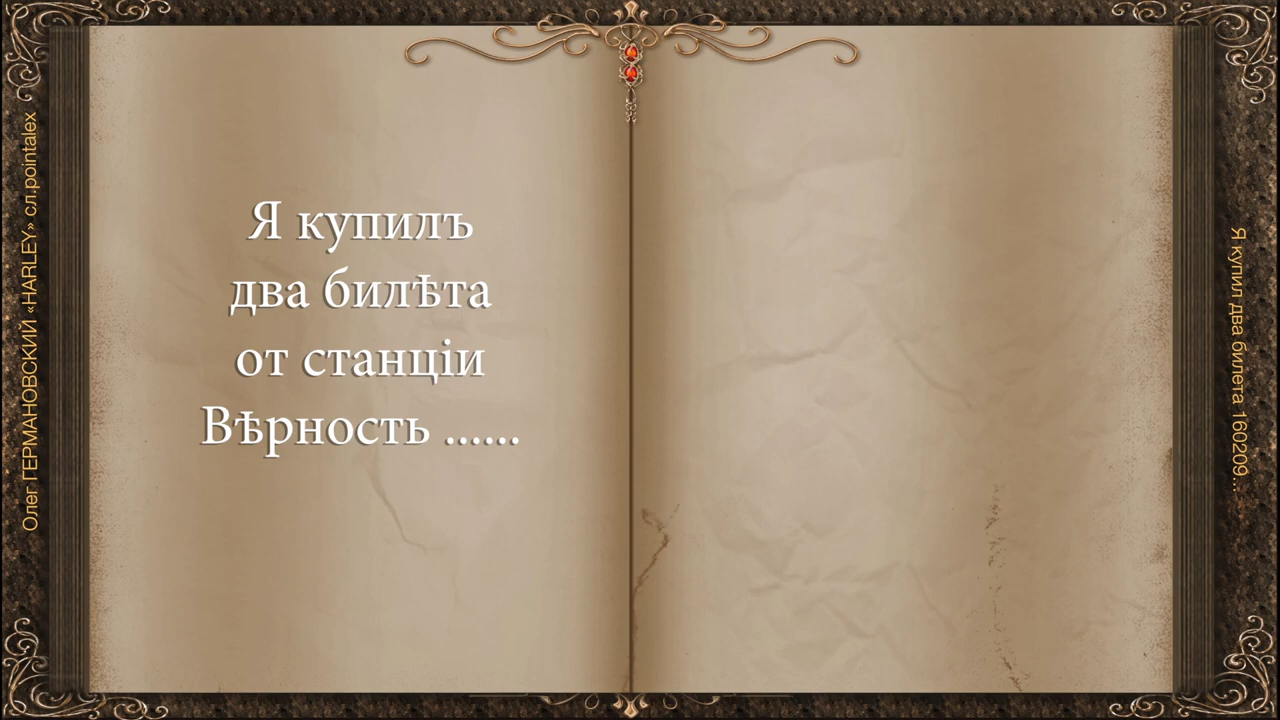 Я купилъ
два билѣта
от станціи
Вѣрность ......
Олег ГЕРМАНОВСКИЙ «HARLEY» сл.pointalex
Я купил два билета 160209...